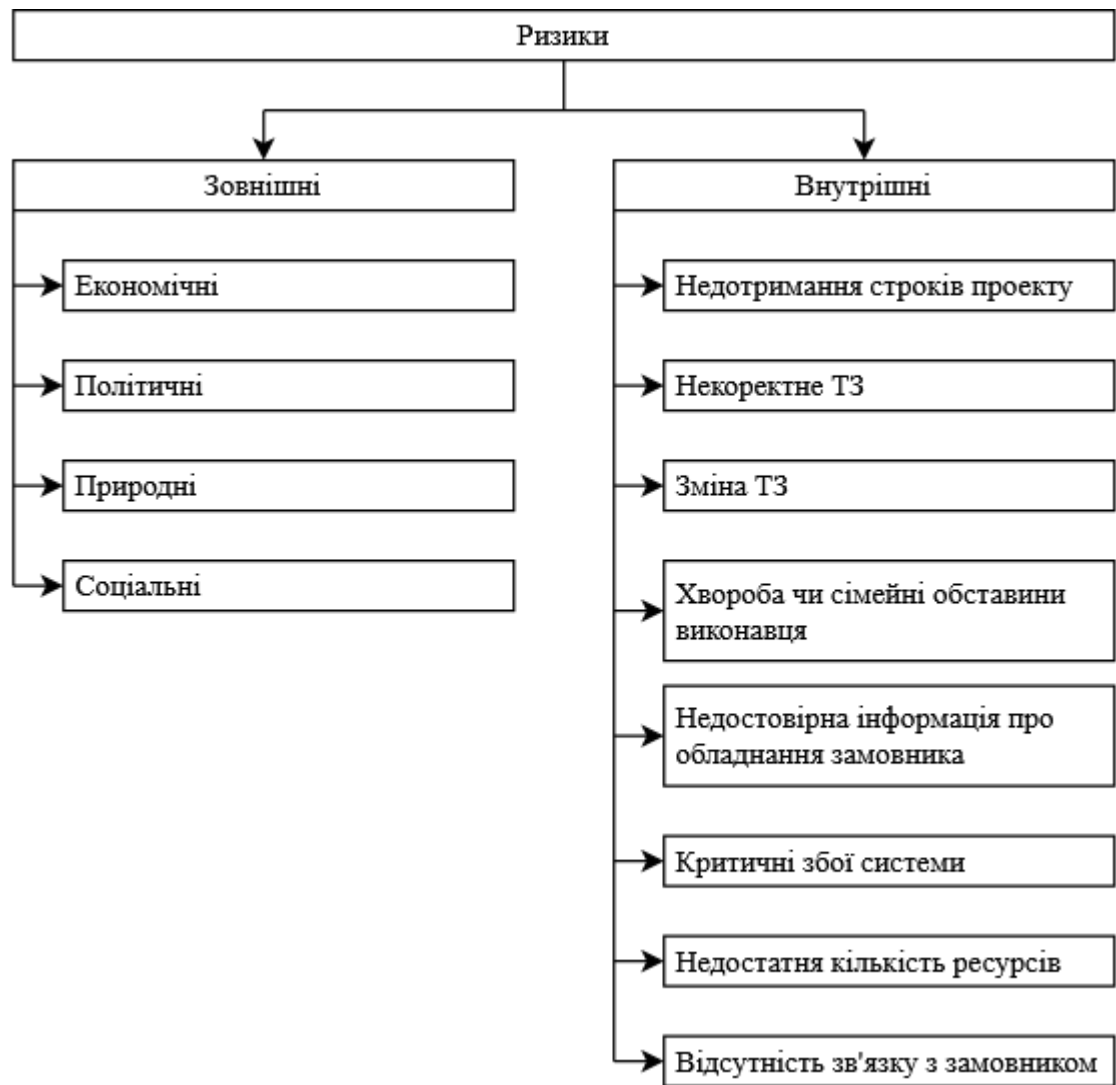 Ризики
Зовнішні
Економічні
Політичні
Природні
Соціальні
Внутрішні
Недотримання строків проекту
Некоректне ТЗ
Зміна ТЗ
Хвороба чи сімейні обставини
виконавця
Недостовірна інформація про
обладнання замовника
Критичні збої системи
Недостатня кількість ресурсів
Відсутність зв'язку з замовником